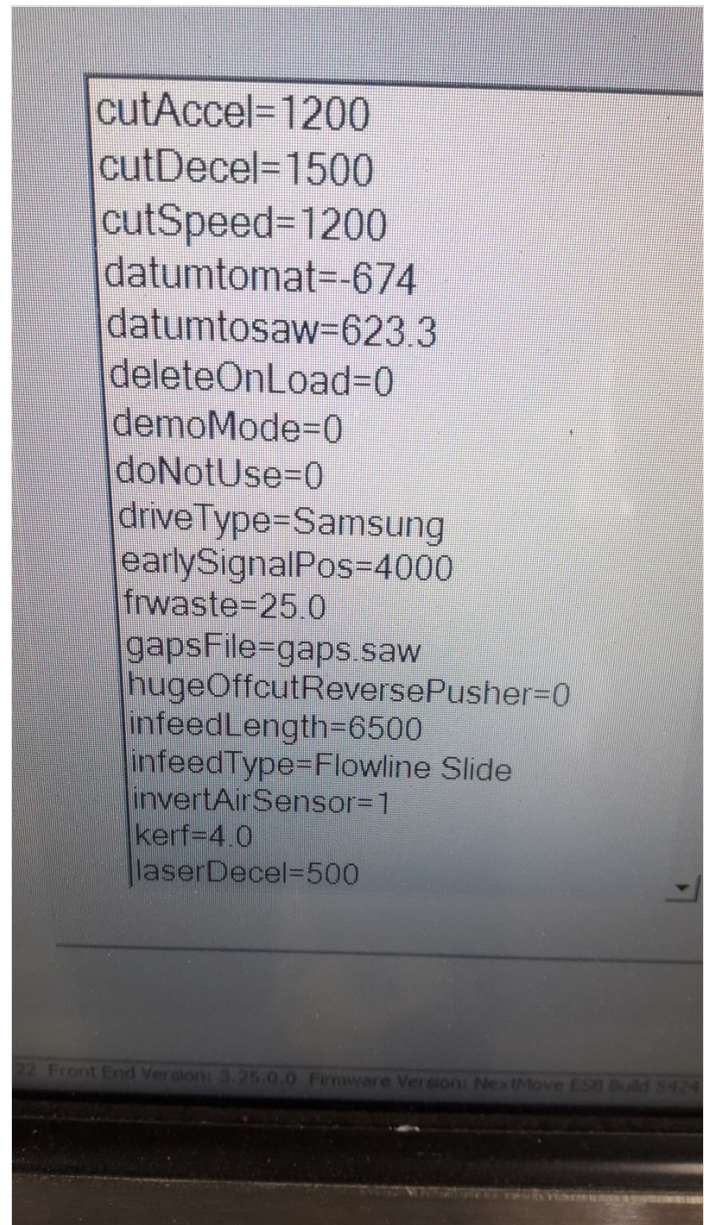 cutAccel=1200
cutDecel=1500
cutSpeed=1200
datumtomat=-674
datumtosaw=623.3
deleteOnLoad=0
demoMode=0
doNotUse=0
driveType=Samsung
earlySignalPos=4000
frwaste=25.0
gapsFile=gaps.saw
hugeOffcutReversePusher=0
infeedLength=6500
infeedType=Flowline Slide
invertAirSensor=1
kerf=4.0
laserDecel=500
22 Front End Version: 3.25.0.0 Firmware Version: NextMove ESB Build 5424